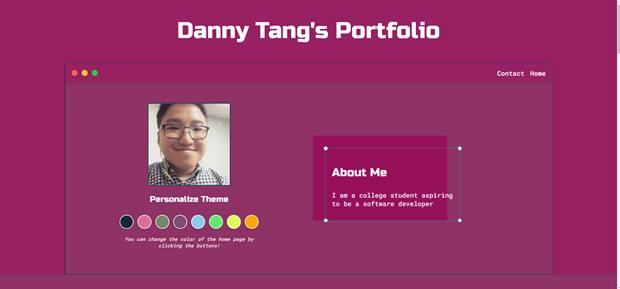 Danny Tang's Portfolio
Contact Home
Personalize Theme
You can change the color of the home page by
clicking the buttons!
About Me
I am a college student aspiring
to be a software developer